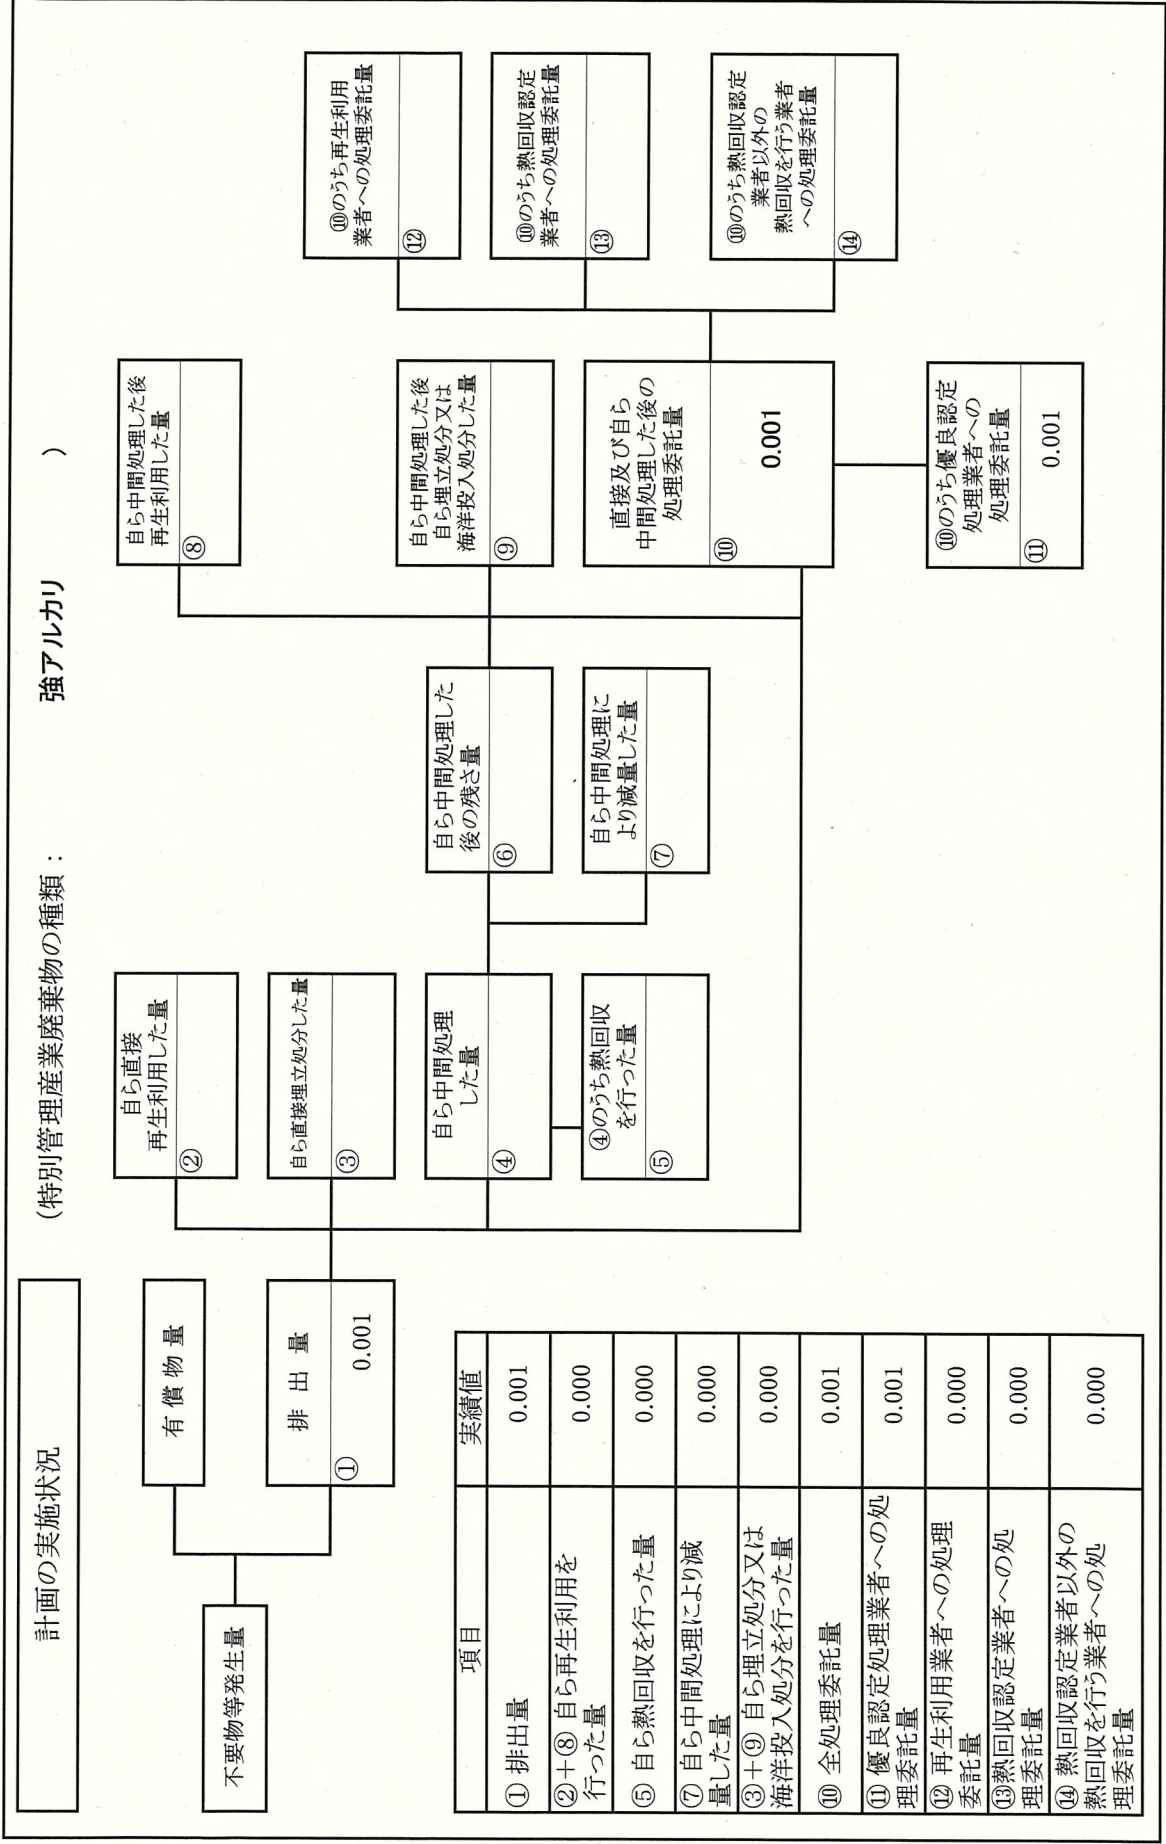 計画の実施状況
(特別管理産業廃棄物の種類： 強アルカリ )
不要物等発生量
有償物量
排出量
①
0.001
自ら直接
再生利用した量
②
自ら直接埋立処分した量
③
自ら中間処理
した量
④
④のうち熱回収
を行った量
⑤
自ら中間処理した
後の残さ量
⑥
自ら中間処理に
より減量した量
⑦
自ら中間処理した後
再生利用した量
⑧
自ら中間処理した後
自ら埋立処分又は
海洋投入処分した量
⑨
直接及び自ら
中間処理した後の
処理委託量
⑩
0.001
⑩のうち優良認定
処理業者への
処理委託量
⑪
0.001
⑩のうち再生利用
業者への処理委託量
⑫
⑩のうち熱回収認定
業者への処理委託量
⑬
⑩のうち熱回収認定
業者以外の
熱回収を行う業者
への処理委託量
⑭
項目 実績値
① 排出量 0.001
②＋⑧ 自ら再生利用を
行った量 0.000
⑤ 自ら熱回収を行った量 0.000
⑦ 自ら中間処理により減
量した量 0.000
③＋⑨ 自ら埋立処分又は
海洋投入処分を行った量 0.000
⑩ 全処理委託量 0.001
⑪ 優良認定処理業者への処
理委託量 0.001
⑫ 再生利用業者への処理
委託量 0.000
⑬熱回収認定業者への処
理委託量 0.000
⑭ 熱回収認定業者以外の
熱回収を行う業者への処
理委託量 0.000